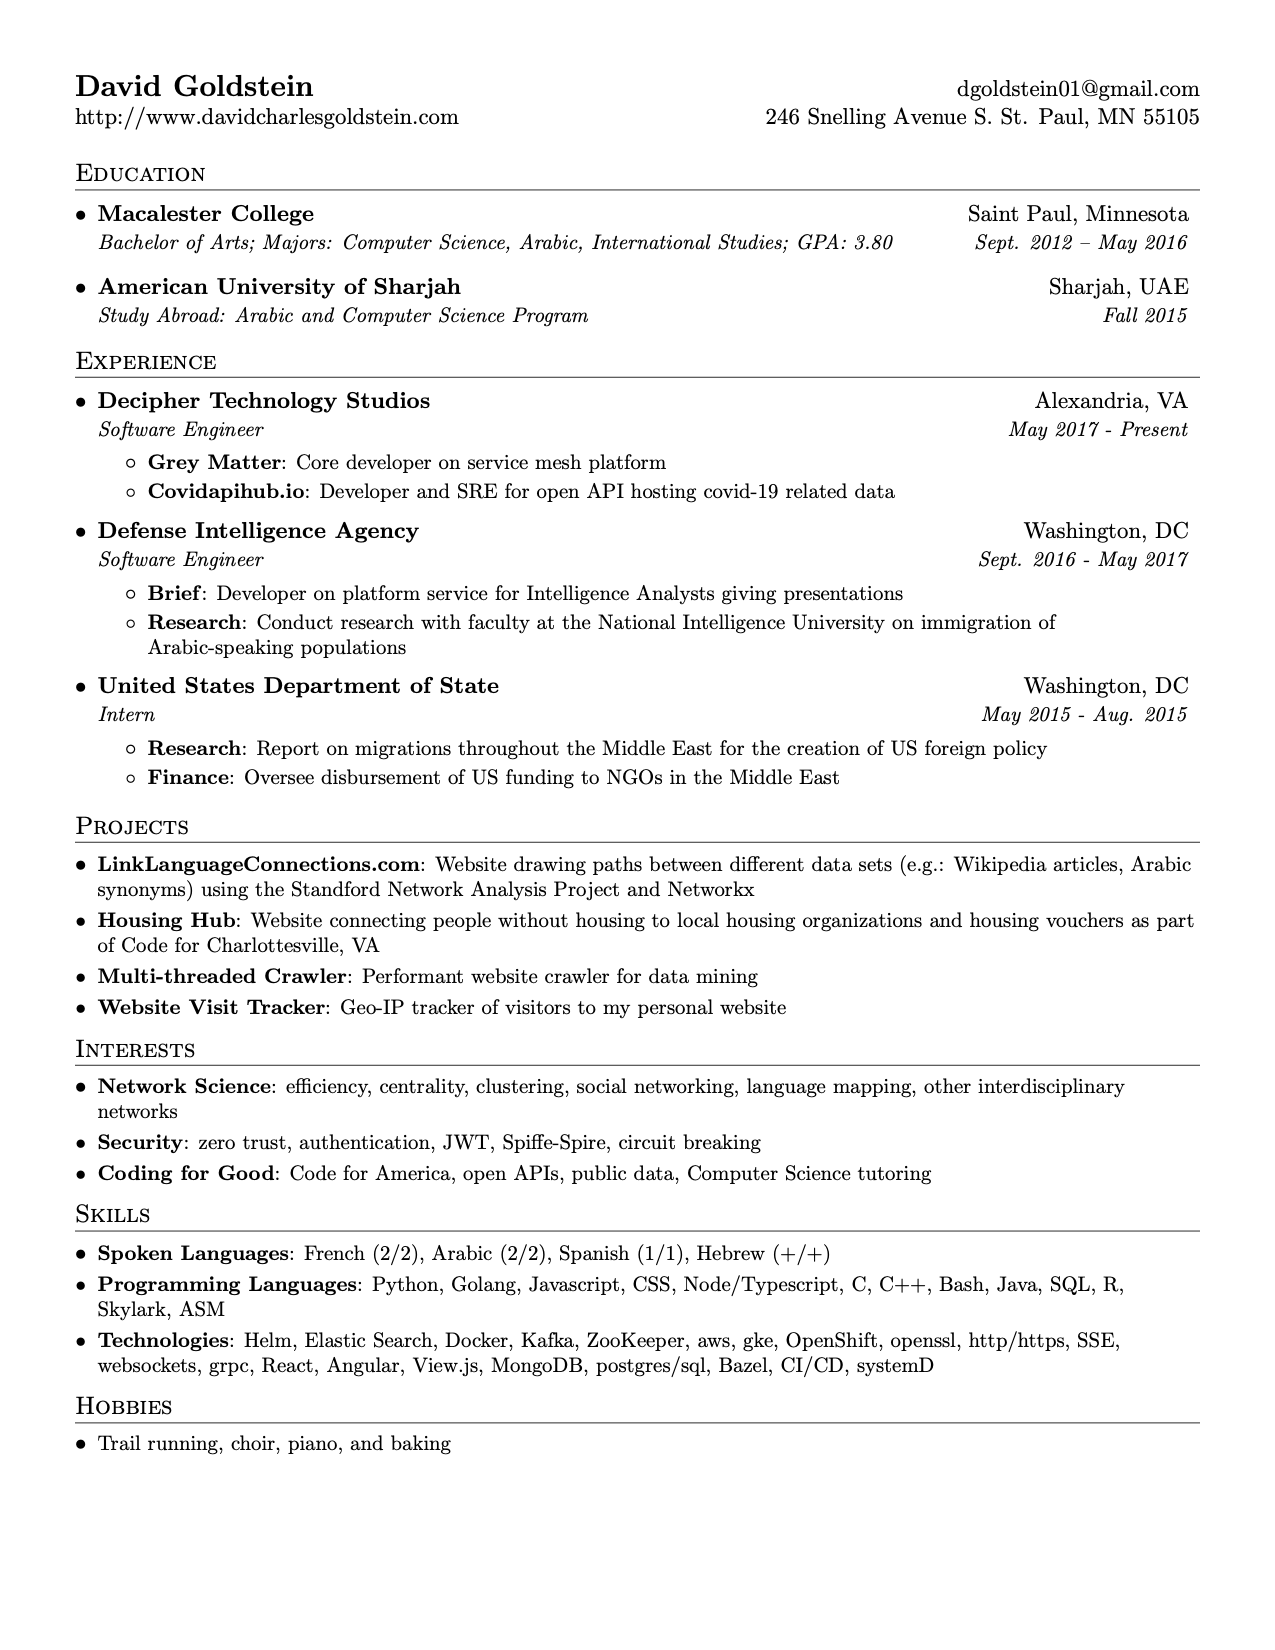 David Goldstein dgoldstein01@gmail.com
http://www.davidcharlesgoldstein.com 246 Snelling Avenue S. St. Paul, MN 55105
Education
• Macalester College Saint Paul, Minnesota
Bachelor of Arts; Majors: Computer Science, Arabic, International Studies; GPA: 3.80 Sept. 2012 – May 2016
• American University of Sharjah Sharjah, UAE
Study Abroad: Arabic and Computer Science Program Fall 2015
Experience
• Decipher Technology Studios Alexandria, VA
Software Engineer May 2017 - Present
◦ Grey Matter: Core developer on service mesh platform
◦ Covidapihub.io: Developer and SRE for open API hosting covid-19 related data
• Defense Intelligence Agency Washington, DC
Software Engineer Sept. 2016 - May 2017
◦ Brief: Developer on platform service for Intelligence Analysts giving presentations
◦ Research: Conduct research with faculty at the National Intelligence University on immigration of
Arabic-speaking populations
• United States Department of State Washington, DC
Intern May 2015 - Aug. 2015
◦ Research: Report on migrations throughout the Middle East for the creation of US foreign policy
◦ Finance: Oversee disbursement of US funding to NGOs in the Middle East
Projects
• LinkLanguageConnections.com: Website drawing paths between different data sets (e.g.: Wikipedia articles, Arabic
synonyms) using the Standford Network Analysis Project and Networkx
• Housing Hub: Website connecting people without housing to local housing organizations and housing vouchers as part
of Code for Charlottesville, VA
• Multi-threaded Crawler: Performant website crawler for data mining
• Website Visit Tracker: Geo-IP tracker of visitors to my personal website
Interests
• Network Science: efficiency, centrality, clustering, social networking, language mapping, other interdisciplinary
networks
• Security: zero trust, authentication, JWT, Spiffe-Spire, circuit breaking
• Coding for Good: Code for America, open APIs, public data, Computer Science tutoring
Skills
• Spoken Languages: French (2/2), Arabic (2/2), Spanish (1/1), Hebrew (+/+)
• Programming Languages: Python, Golang, Javascript, CSS, Node/Typescript, C, C++, Bash, Java, SQL, R,
Skylark, ASM
• Technologies: Helm, Elastic Search, Docker, Kafka, ZooKeeper, aws, gke, OpenShift, openssl, http/https, SSE,
websockets, grpc, React, Angular, View.js, MongoDB, postgres/sql, Bazel, CI/CD, systemD
Hobbies
• Trail running, choir, piano, and baking